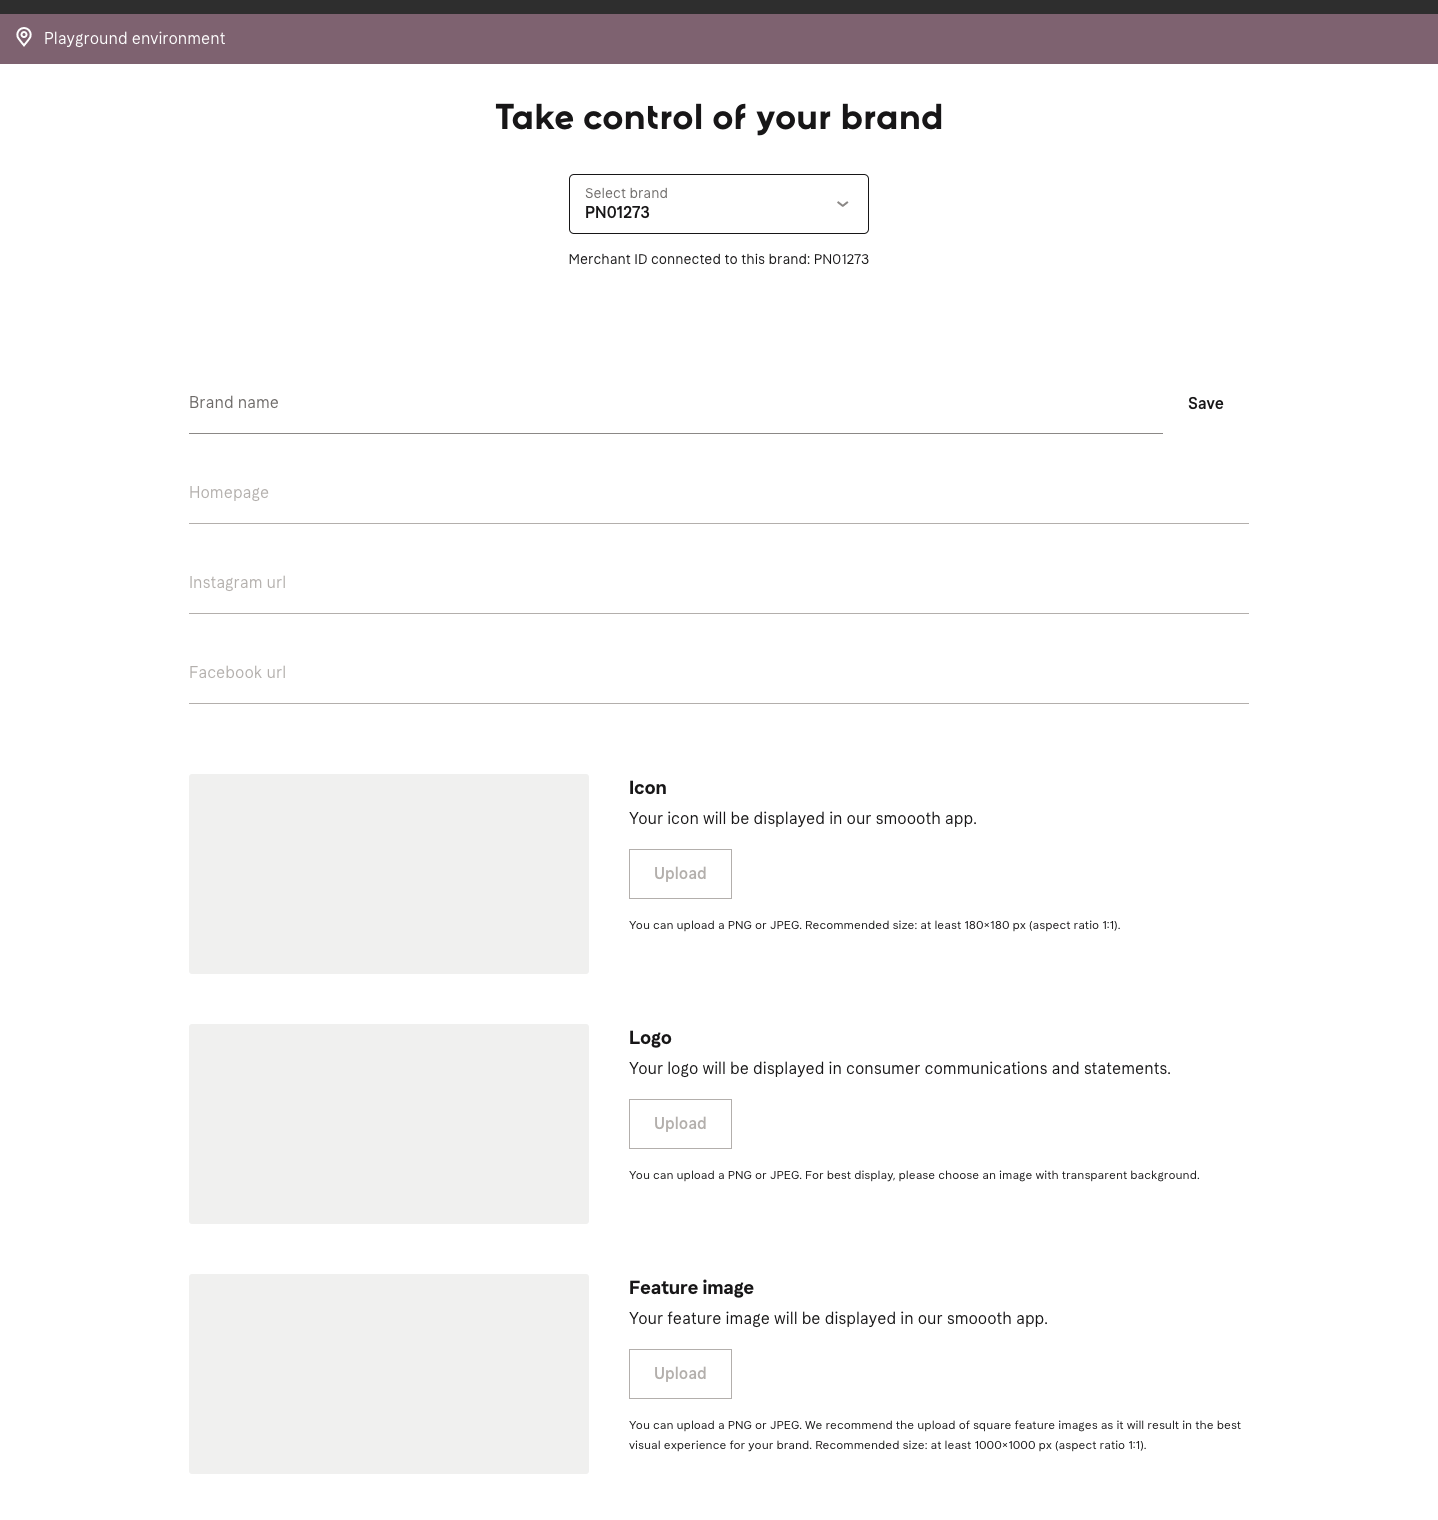 Playground environment
Take control of your brand
Select brand
PN01273
Merchant ID connected to this brand: PN01273
Brand name
Save
Homepage
Instagram url
Facebook url
Icon
Your icon will be displayed in our smoooth app.
Upload
You can upload a PNG or JPEG. Recommended size: at least 180×180 px (aspect ratio 1:1).
Logo
Your logo will be displayed in consumer communications and statements.
Upload
You can upload a PNG or JPEG. For best display, please choose an image with transparent background.
Feature image
Your feature image will be displayed in our smoooth app.
Upload
You can upload a PNG or JPEG. We recommend the upload of square feature images as it will result in the best
visual experience for your brand. Recommended size: at least 1000×1000 px (aspect ratio 1:1).